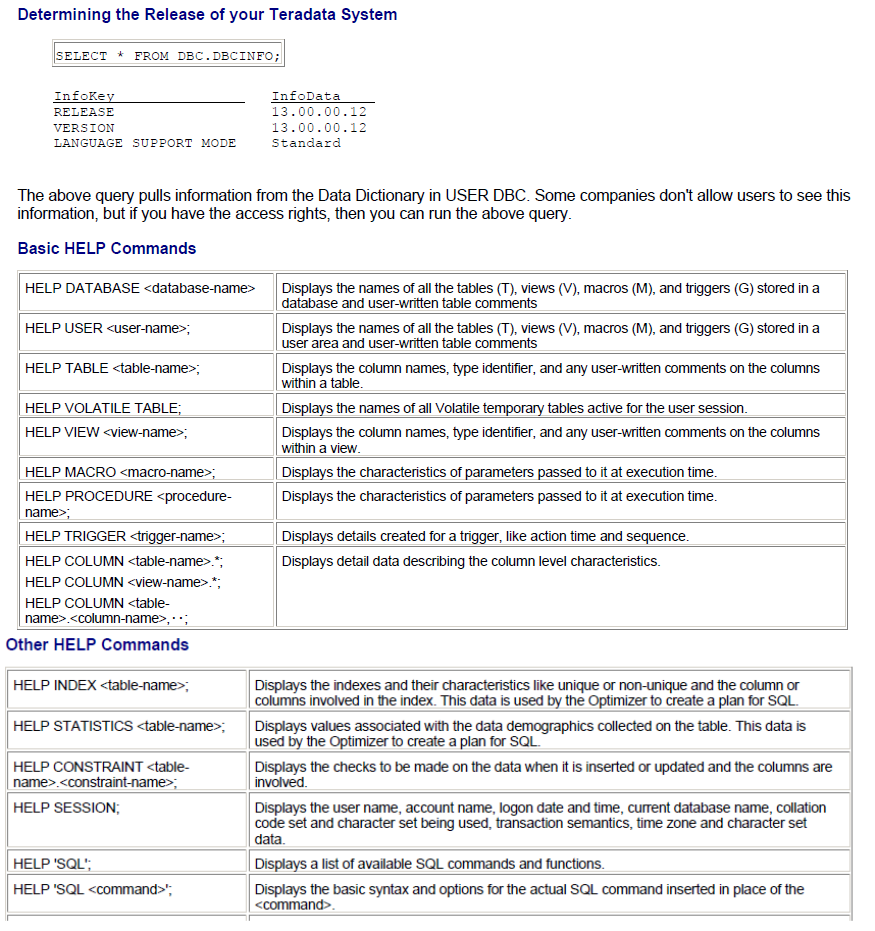 Determining the Release of your Teradata System
SELECT * FROM DBC.DBCINFO;
InfoKey InfoData
RELEASE 13.00.00.12
VERSION 13.00.00.12
LANGUAGE SUPPORT MODE Standard
The above query pulls information from the Data Dictionary in USER DBC. Some companies don't allow users to see this
information, but if you have the access rights, then you can run the above query.
Basic HELP Commands
HELP DATABASE <database-name>
Displays the names of all the tables (T), views (V), macros (M), and triggers (G) stored in a
database and user-written table comments
HELP USER <user-name>;
Displays the names of all the tables (T), views (V), macros (M), and triggers (G) stored in a
user area and user-written table comments
HELP TABLE <table-name>;
Displays the column names, type identifier, and any user-written comments on the columns
within a table.
HELP VOLATILE TABLE;
Displays the names of all Volatile temporary tables active for the user session.
HELP VIEW <view-name>;
Displays the column names, type identifier, and any user-written comments on the columns
within a view.
HELP MACRO <macro-name>;
Displays the characteristics of parameters passed to it at execution time.
HELP PROCEDURE <procedure-
name>;
Displays the characteristics of parameters passed to it at execution time.
HELP TRIGGER <trigger-name>;
Displays details created for a trigger, like action time and sequence.
HELP COLUMN <table-name>.*;
HELP COLUMN <view-name>.*;
HELP COLUMN <table-
name>.<column-name>,··;
Displays detail data describing the column level characteristics.
Other HELP Commands
HELP INDEX <table-name>;
Displays the indexes and their characteristics like unique or non-unique and the column or
columns involved in the index. This data is used by the Optimizer to create a plan for SQL.
HELP STATISTICS <table-name>;
Displays values associated with the data demographics collected on the table. This data is
used by the Optimizer to create a plan for SQL.
HELP CONSTRAINT <table-
name>.<constraint-name>;
Displays the checks to be made on the data when it is inserted or updated and the columns are
involved.
HELP SESSION;
Displays the user name, account name, logon date and time, current database name, collation
code set and character set being used, transaction semantics, time zone and character set
data.
HELP 'SQL';
Displays a list of available SQL commands and functions.
HELP 'SQL <command>';
Displays the basic syntax and options for the actual SQL command inserted in place of the
<command>.